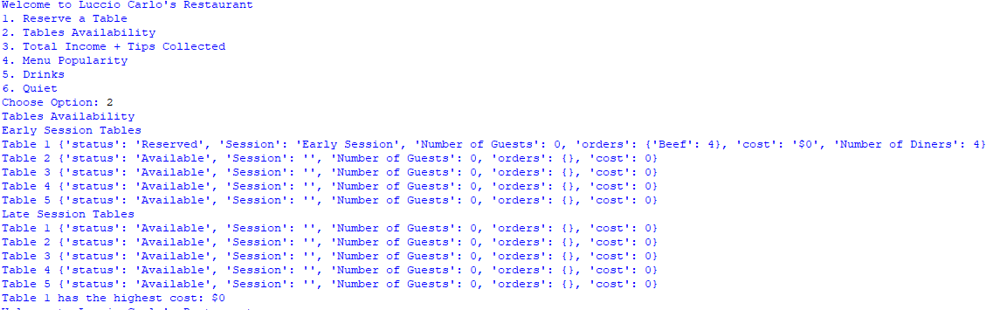 Welcome to Luccio Carlo's Restaurant
1. Reserve a Table
2. Tables Availability
3. Total Income + Tips Collected
4. Menu Popularity
5. Drinks
6. Quiet
Choose Option: 2
Tables Availability
Early Session Tables
Table 1 {'status': 'Reserved', 'Session': 'Early Session', 'Number of Guests': 0, 'orders': {'Beef': 4}, 'cost': '$0', 'Number of Diners': 4}
Table 2 {'status': 'Available', 'Session': '', 'Number of Guests': 0, 'orders': {}, 'cost': 0}
Table 3 {'status': 'Available', 'Session': '', 'Number of Guests': 0, 'orders': {}, 'cost': 0}
Table 4 {'status': 'Available', 'Session': '', 'Number of Guests': 0, 'orders': {}, 'cost': 0}
Table 5 {'status': 'Available', 'Session': '', 'Number of Guests': 0, 'orders': {}, 'cost': 0}
Late Session Tables
Table 1 {'status': 'Available', 'Session': '', 'Number of Guests': 0, 'orders': {}, 'cost': 0}
Table 2 {'status': 'Available', 'Session': '', 'Number of Guests': 0, 'orders': {}, 'cost': 0}
Table 3 {'status': 'Available', 'Session': '', 'Number of Guests': 0, 'orders': {}, 'cost': 0}
Table 4 {'status': 'Available', 'Session': '', 'Number of Guests': 0, 'orders': {}, 'cost': 0}
Table 5 {'status': 'Available', 'Session': '', 'Number of Guests': 0, 'orders': {}, 'cost': 0}
Table 1 has the highest cost: $0